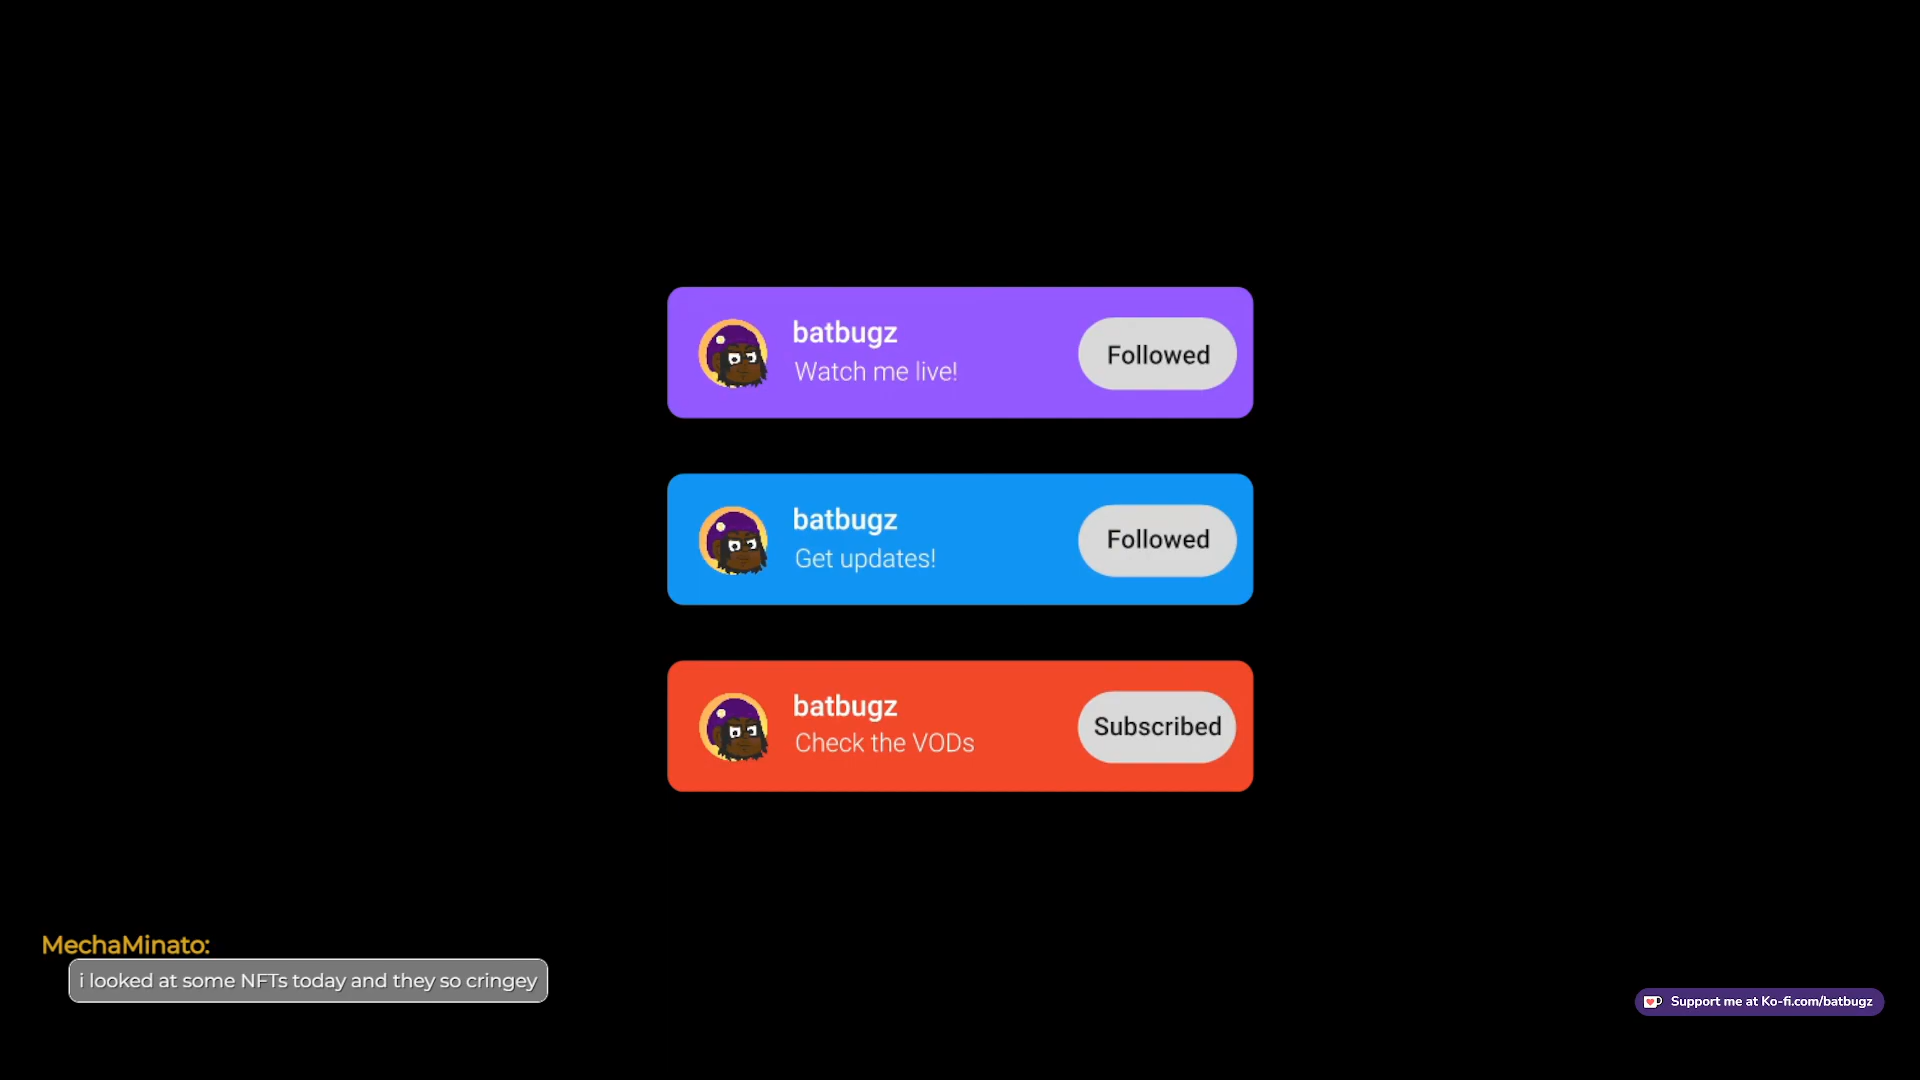 batbugz
Watch me live!
Followed
batbugz
Get updates!
Followed
batbugz
Check the VODs
Subscribed
MechaMinato:
i looked at some NFTs today and they so cringey
Support me at Ko-fi.com/batbugz